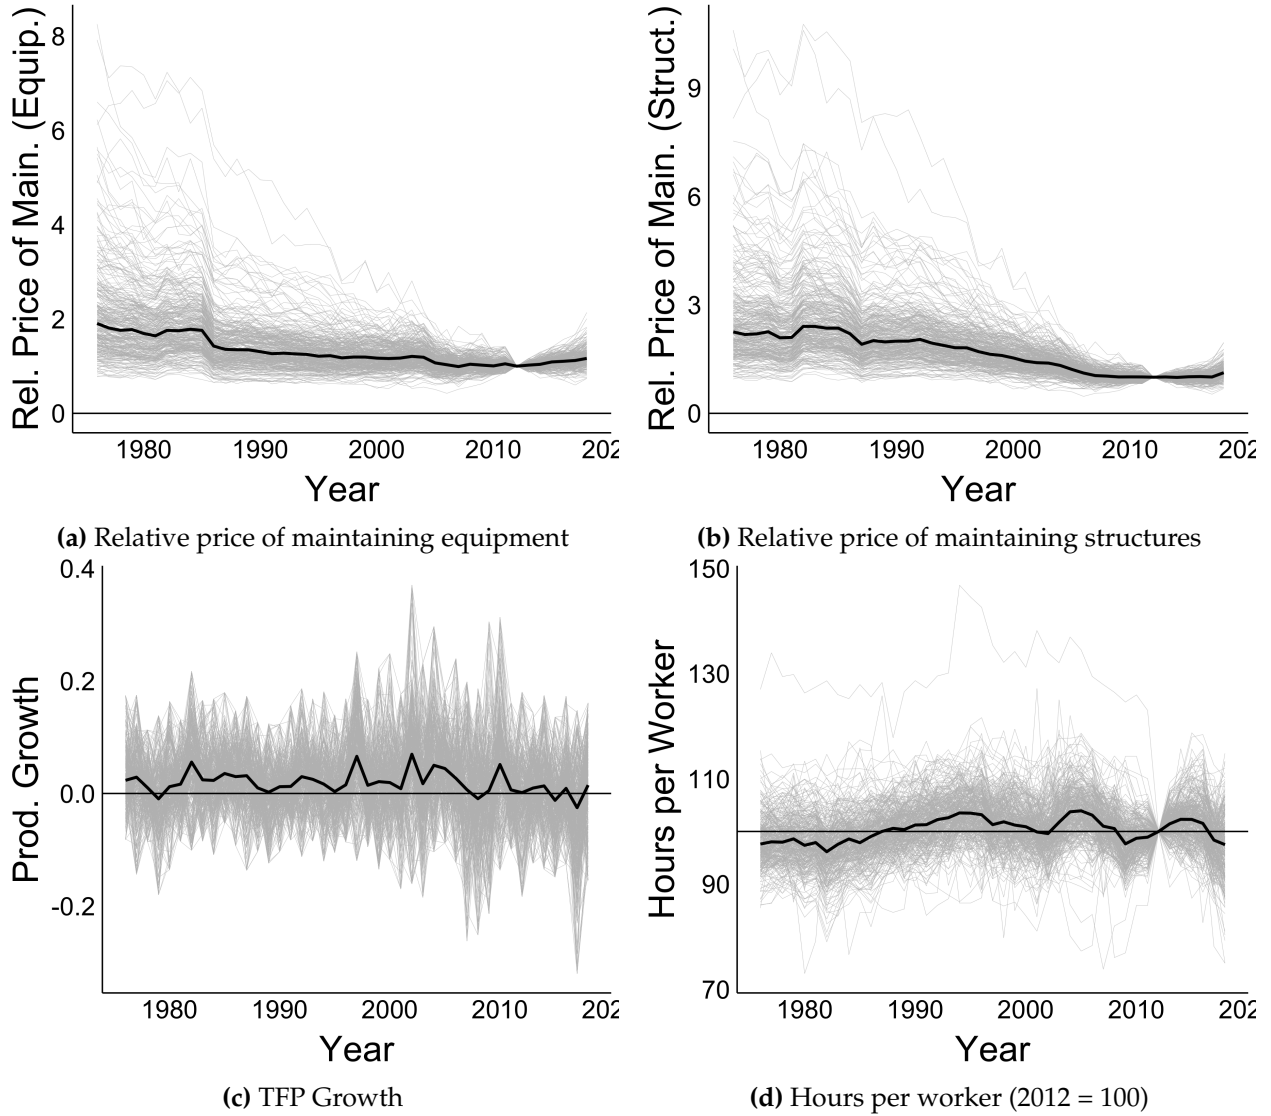 Rel. Price of Main. (Equip.)
8
6
4
2
0
1980 1990 2000 2010 202
Year
(a) Relative price of maintaining equipment
Rel. Price of Main. (Struct.)
9
6
3
0
1980 1990 2000 2010 202
Year
(b) Relative price of maintaining structures
Prod. Growth
0.4
0.2
0.0
-0.2
1980 1990 2000 2010 202
Year
(c) TFP Growth
Hours per Worker
150
130
110
90
70
1980 1990 2000 2010 202
Year
(d) Hours per worker (2012 = 100)